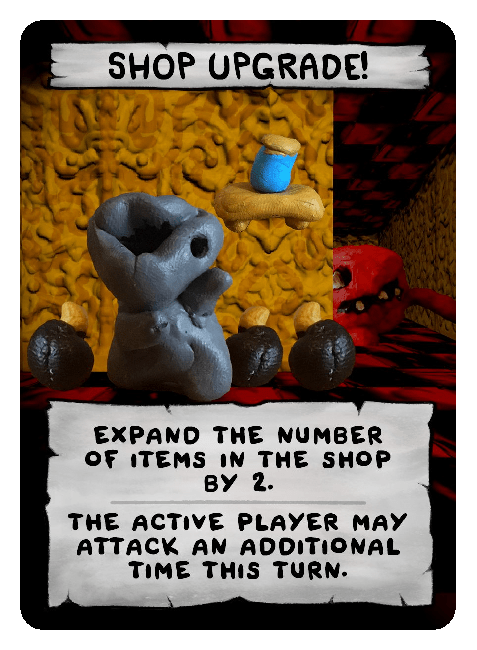 SHOP UPGRADE!
EXPAND THE NUMBER
OF ITEMS IN THE SHOP
BY 2.
THE ACTIVE PLAYER MAY
ATTACK AN ADDITIONAL
TIME THIS TURN.